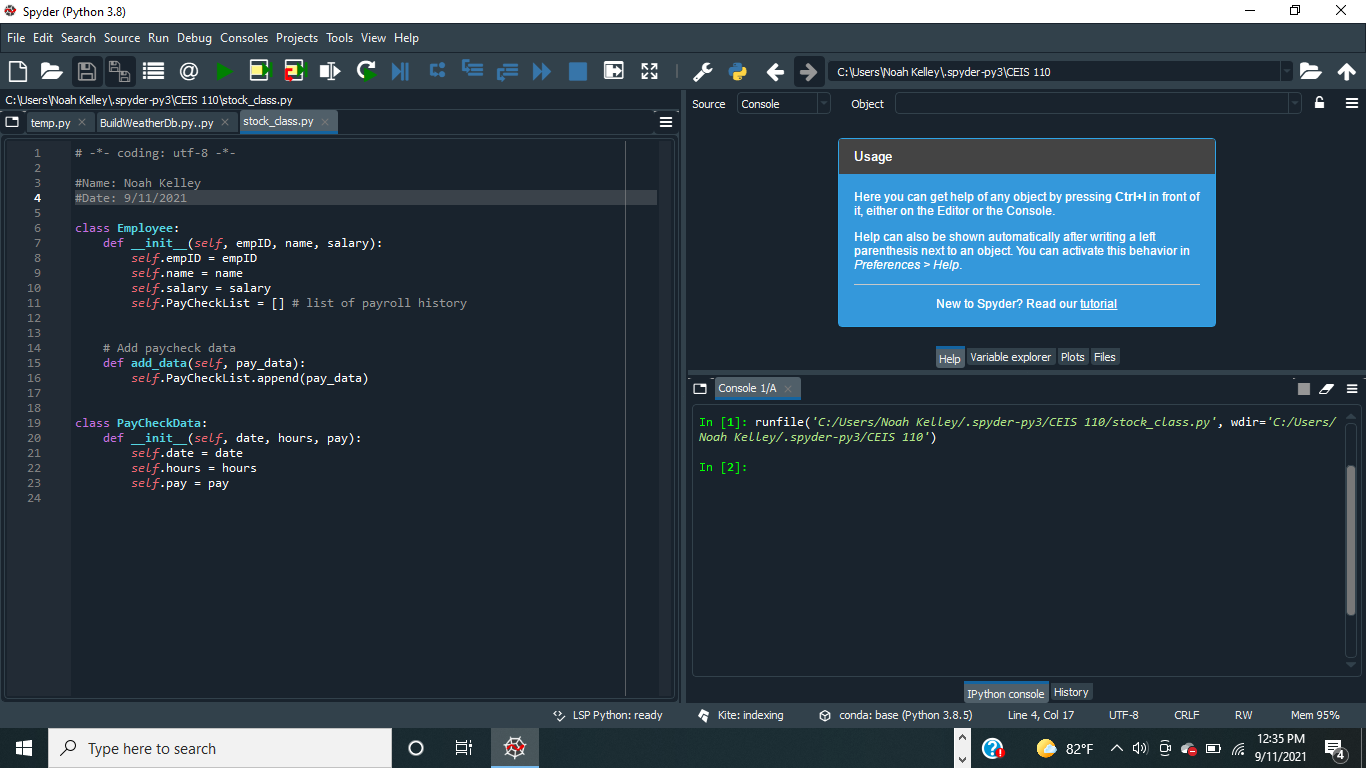 Spyder (Python 3.8)
File Edit Search Source Run Debug Consoles Projects Tools View Help
C:\Users\Noah Kelley\.spyder-py3\CEIS 110
C:\Users\Noah Kelley\.spyder-py3\CEIS 110\stock_class.py
temp.py BuildWeatherDb.py..py stock_class.py
1 # -*- coding: utf-8 -*-
2
3 #Name: Noah Kelley
4 #Date: 9/11/2021
5
6 class Employee:
7 def __init__(self, empID, name, salary):
8 self.empID = empID
9 self.name = name
10 self.salary = salary
11 self.PayCheckList = [] # list of payroll history
12
13
14 # Add paycheck data
15 def add_data(self, pay_data):
16 self.PayCheckList.append(pay_data)
17
18
19 class PayCheckData:
20 def __init__(self, date, hours, pay):
21 self.date = date
22 self.hours = hours
23 self.pay = pay
24
Source Console Object
Usage
Here you can get help of any object by pressing Ctrl+I in front of
it, either on the Editor or the Console.
Help can also be shown automatically after writing a left
parenthesis next to an object. You can activate this behavior in
Preferences > Help.
New to Spyder? Read our tutorial
Help Variable explorer Plots Files
Console 1/A
In [1]: runfile('C:/Users/Noah Kelley/.spyder-py3/CEIS 110/stock_class.py', wdir='C:/Users/
Noah Kelley/.spyder-py3/CEIS 110')
In [2]:
IPython console History
LSP Python: ready Kite: indexing conda: base (Python 3.8.5) Line 4, Col 17 UTF-8 CRLF RW Mem 95%
Type here to search
82°F
12:35 PM
9/11/2021
4